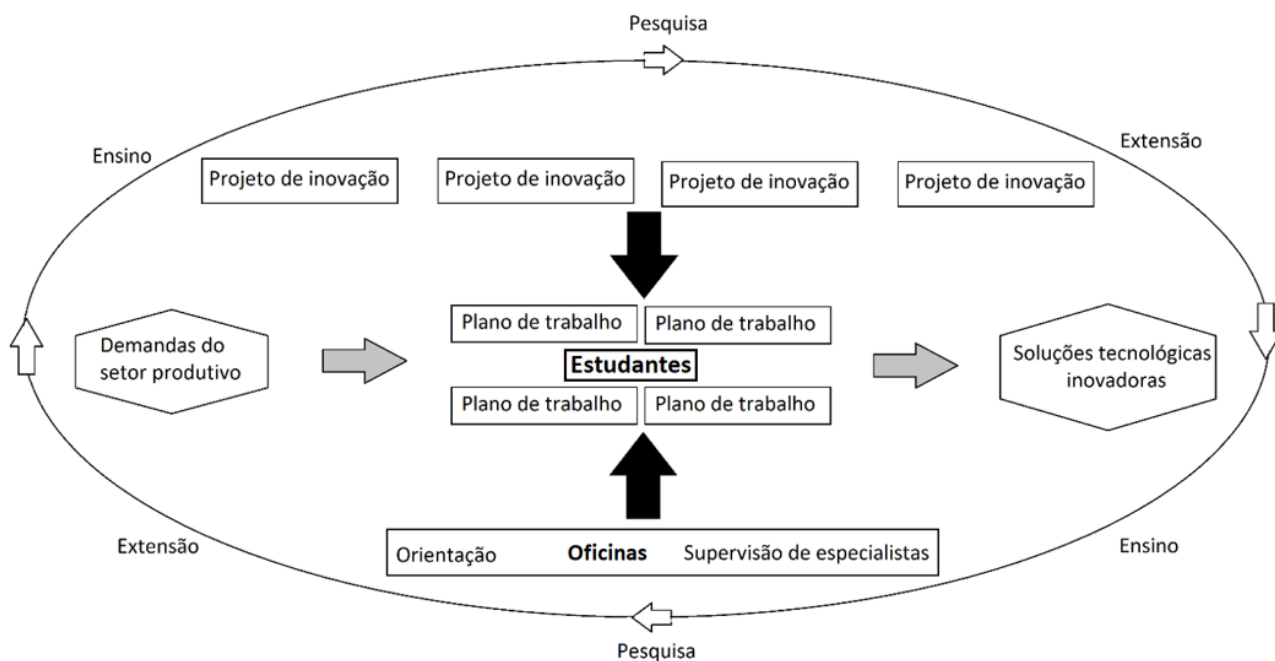 Pesquisa
Ensino
Extensão
Projeto de inovação
Projeto de inovação
Projeto de inovação
Projeto de inovação
Demandas do
setor produtivo
Plano de trabalho
Plano de trabalho
Estudantes
Plano de trabalho
Plano de trabalho
Soluções tecnológicas
inovadoras
Extensão
Orientação Oficinas Supervisão de especialistas
Ensino
Pesquisa